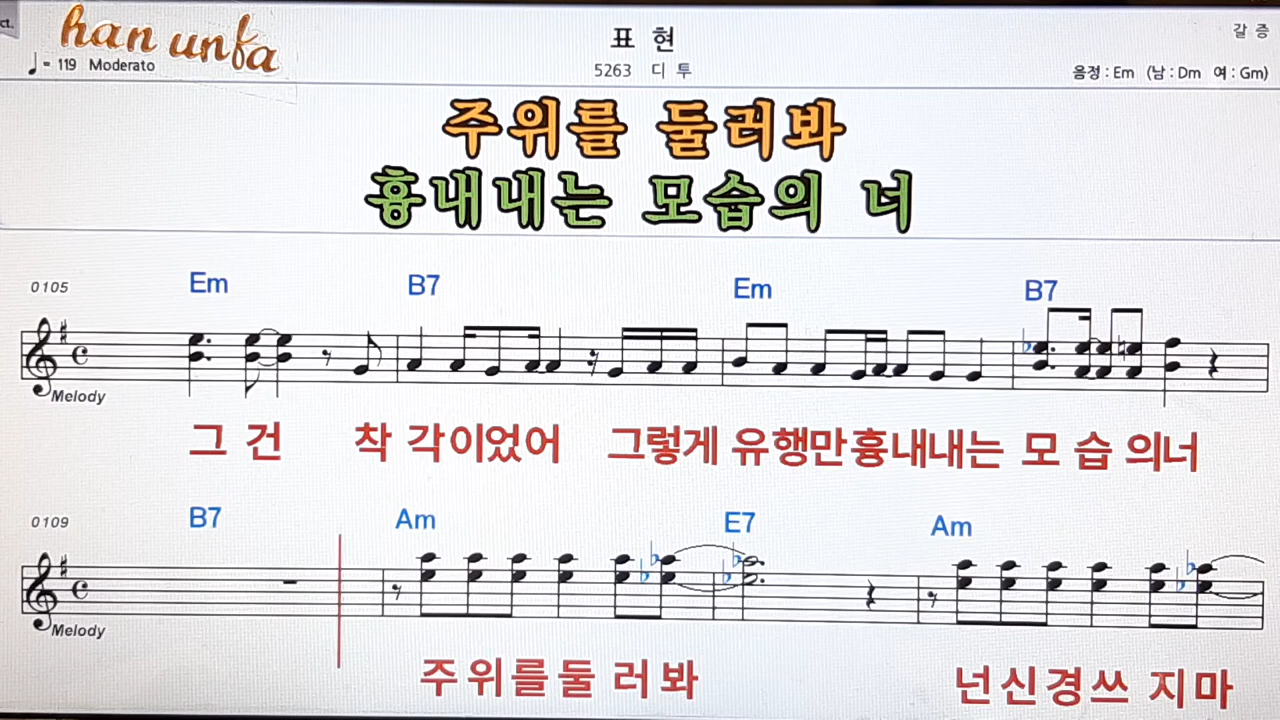 ct.
han unfa
♩= 119 Moderato
표 현
5263 디 투
갈 증
음정 : Em (남 : Dm 여 : Gm)
주위를 둘러봐
흉내내는 모습의 너
0105
Em B7 Em B7
Melody
그 건 착 각이었어 그렇게 유행만흉내내는 모 습 의너
0109
B7 Am E7 Am
Melody
주위를둘 러 봐 넌신경쓰 지마